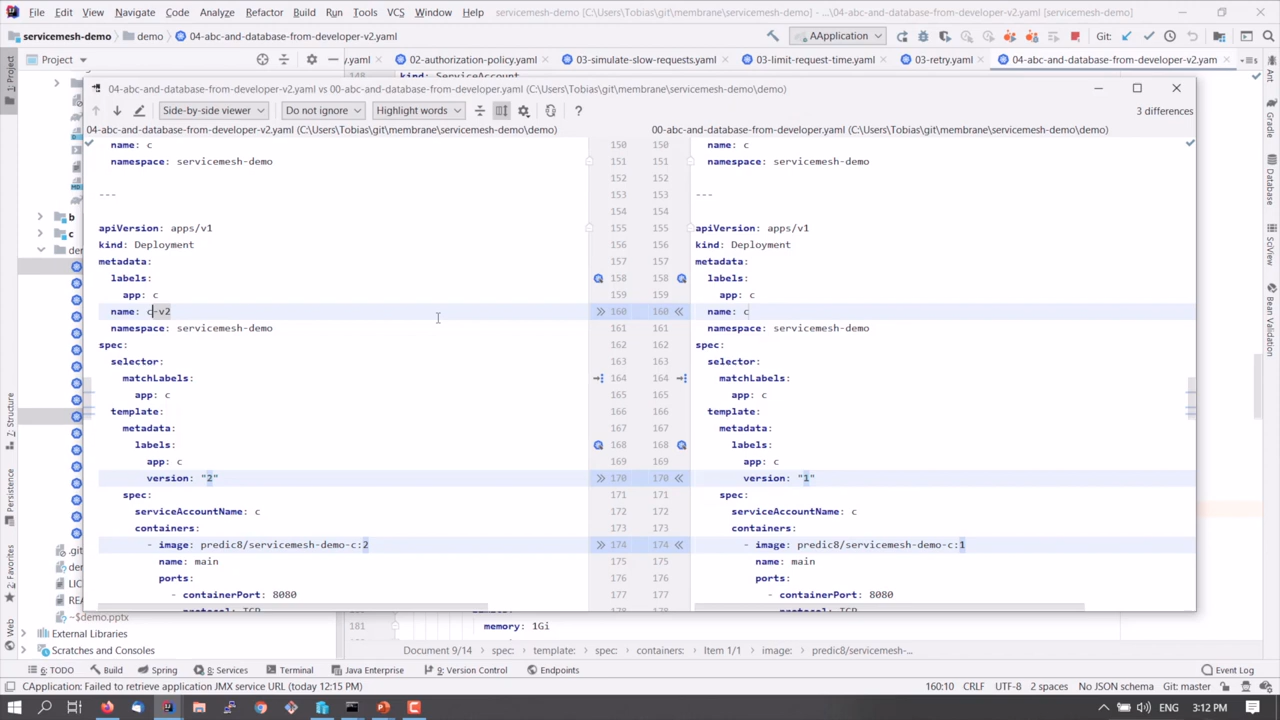 File Edit View Navigate Code Analyze Refactor Build Run Tools VCS Window Help servicemesh-demo [C:\Users\Tobias\git\membrane\servicemesh-demo] - ...\04-abc-and-database-from-developer-v2.yaml [servicemesh-demo]
servicemesh-demo demo 04-abc-and-database-from-developer-v2.yaml AApplication Git:
Project y.yaml 02-authorization-policy.yaml 03-simulate-slow-requests.yaml 03-limit-request-time.yaml 03-retry.yaml 04-abc-and-database-from-developer-v2.yam
04-abc-and-database-from-developer-v2.yaml vs 00-abc-and-database-from-developer.yaml (C:\Users\Tobias\git\membrane\servicemesh-demo\demo)
Side-by-side viewer Do not ignore Highlight words ? 3 differences
04-abc-and-database-from-developer-v2.yaml (C:\Users\Tobias\git\membrane\servicemesh-demo\demo) 00-abc-and-database-from-developer.yaml (C:\Users\Tobias\git\membrane\servicemesh-demo\demo)
name: c 150 150 name: c
namespace: servicemesh-demo 151 151 namespace: servicemesh-demo
152 152
--- 153 153 ---
154 154
apiVersion: apps/v1 155 155 apiVersion: apps/v1
kind: Deployment 156 156 kind: Deployment
metadata: 157 157 metadata:
labels: 158 158 labels:
app: c 159 159 app: c
name: c-v2 160 160 name: c
namespace: servicemesh-demo 161 161 namespace: servicemesh-demo
spec: 162 162 spec:
selector: 163 163 selector:
matchLabels: 164 164 matchLabels:
app: c 165 165 app: c
template: 166 166 template:
metadata: 167 167 metadata:
labels: 168 168 labels:
app: c 169 169 app: c
version: "2" 170 170 version: "1"
spec: 171 171 spec:
serviceAccountName: c 172 172 serviceAccountName: c
containers: 173 173 containers:
- image: predic8/servicemesh-demo-c:2 174 174 - image: predic8/servicemesh-demo-c:1
name: main 175 175 name: main
ports: 176 176 ports:
- containerPort: 8080 177 177 - containerPort: 8080
b
c
1: Project
Z: Structure
Persistence
2: Favorites
Web
Ant
Database
SciView
Bean Validation
~$demo.pptx
External Libraries 181 memory: 1Gi
Scratches and Consoles Document 9/14 spec: template: spec: containers: Item 1/1 image: predic8/servicemesh-...
6: TODO Build Spring 8: Services Terminal Java Enterprise 9: Version Control Endpoints Event Log
CApplication: Failed to retrieve application JMX service URL (today 12:15 PM) 160:10 CRLF UTF-8 2 spaces No JSON schema Git: master
ENG 3:12 PM